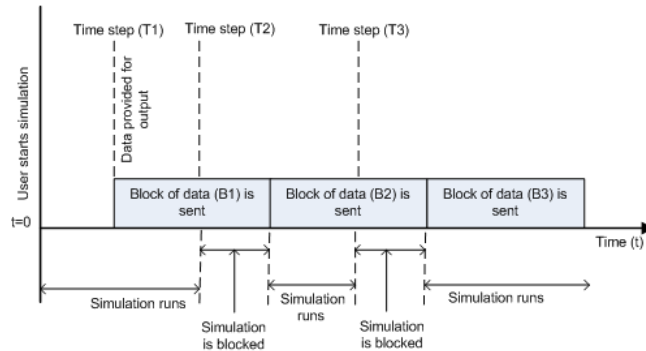 Time step (T1)
Time step (T2)
Time step (T3)
User starts simulation
Data provided for
output
Block of data (B1) is
sent
Block of data (B2) is
sent
Block of data (B3) is
sent
t=0
Time (t)
Simulation runs
Simulation
is blocked
Simulation
runs
Simulation
is blocked
Simulation runs